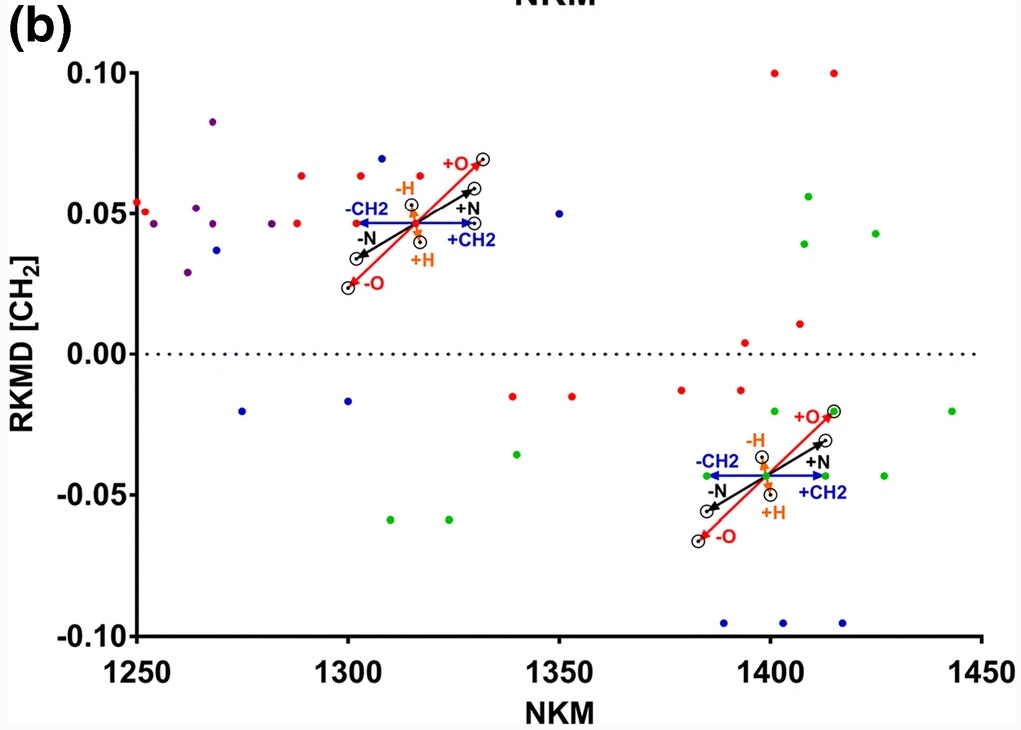 NKM
(b)
0.10
0.05
0.00
-0.05
-0.10
RKMD [CH2]
+O
-H
-CH2
+N
-N
+CH2
+H
-O
+O
-H
-CH2
+N
-N
+CH2
+H
-O
1250 1300 1350 1400 1450
NKM